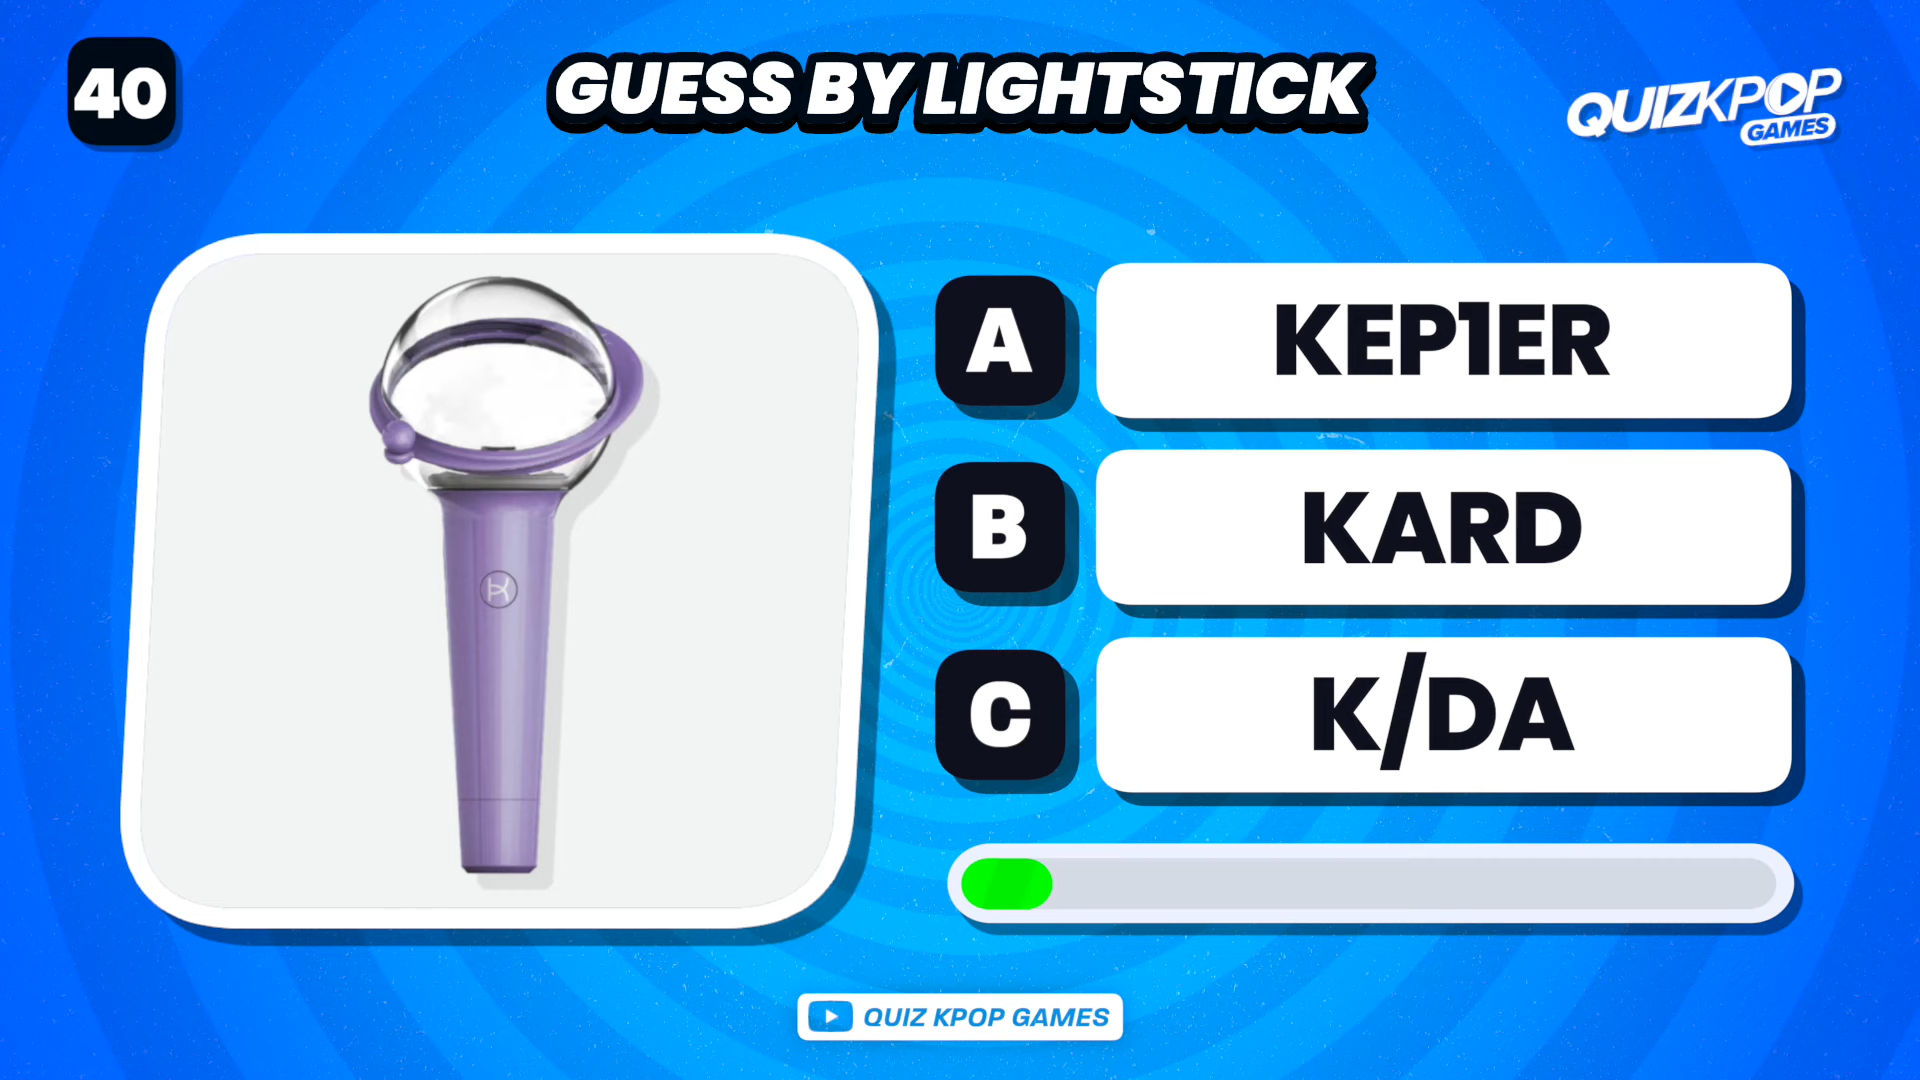 40
GUESS BY LIGHTSTICK
QUIZKPOP
GAMES
A
KEP1ER
B
KARD
C
K/DA
K
QUIZ KPOP GAMES